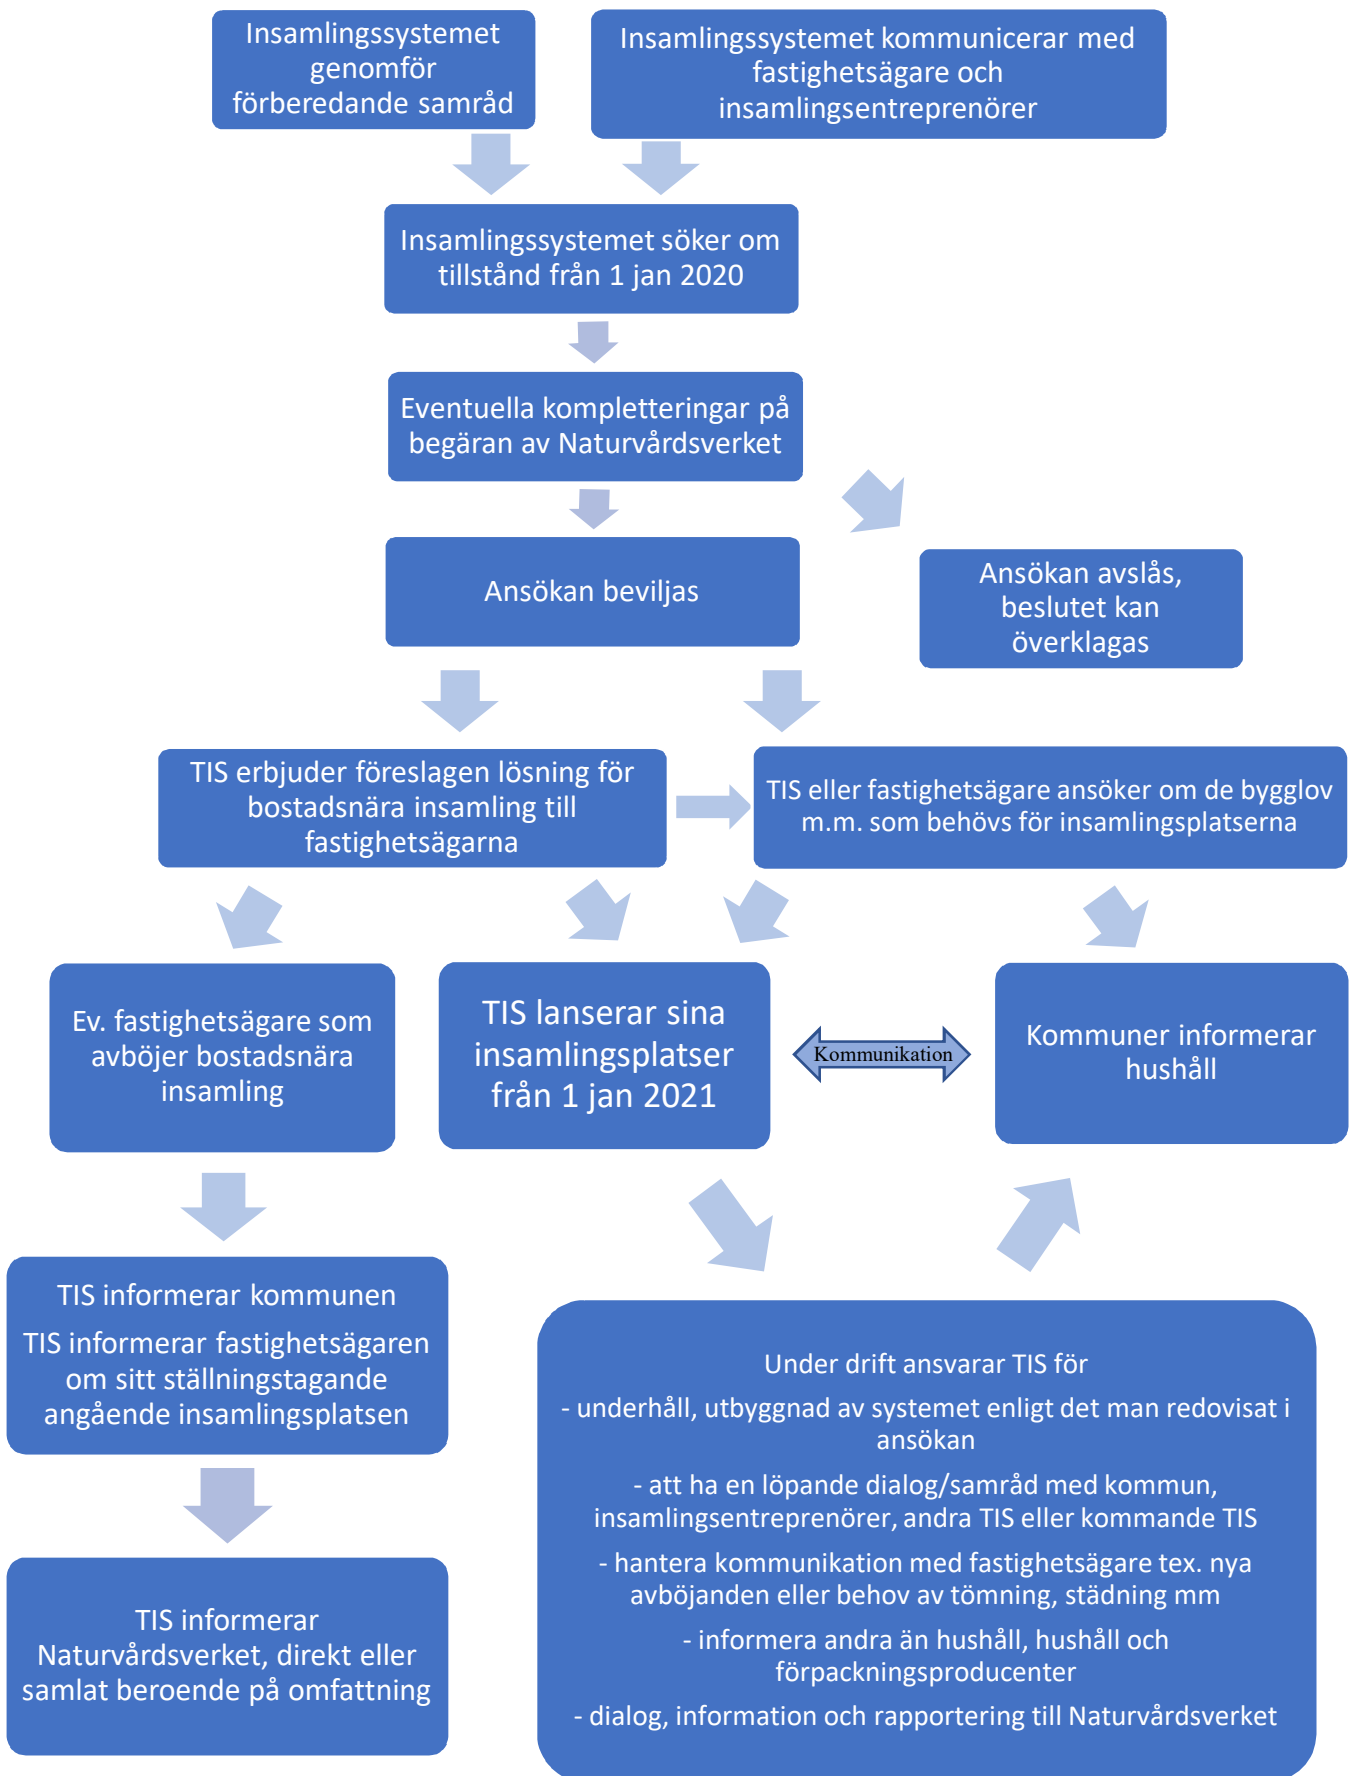 Insamlingssystemet
genomför
förberedande samråd
Insamlingssystemet kommunicerar med
fastighetsägare och
insamlingsentreprenörer
Insamlingssystemet söker om
tillstånd från 1 jan 2020
Eventuella kompletteringar på
begäran av Naturvårdsverket
Ansökan beviljas
Ansökan avslås,
beslutet kan
överklagas
TIS erbjuder föreslagen lösning för
bostadsnära insamling till
fastighetsägarna
TIS eller fastighetsägare ansöker om de bygglov
m.m. som behövs för insamlingsplatserna
Ev. fastighetsägare som
avböjer bostadsnära
insamling
TIS lanserar sina
insamlingsplatser
från 1 jan 2021
Kommunikation
Kommuner informerar
hushåll
TIS informerar kommunen
TIS informerar fastighetsägaren
om sitt ställningstagande
angående insamlingsplatsen
TIS informerar
Naturvårdsverket, direkt eller
samlat beroende på omfattning
Under drift ansvarar TIS för
- underhåll, utbyggnad av systemet enligt det man redovisat i
ansökan
- att ha en löpande dialog/samråd med kommun,
insamlingsentreprenörer, andra TIS eller kommande TIS
- hantera kommunikation med fastighetsägare tex. nya
avböjanden eller behov av tömning, städning mm
- informera andra än hushåll, hushåll och
förpackningsproducenter
- dialog, information och rapportering till Naturvårdsverket